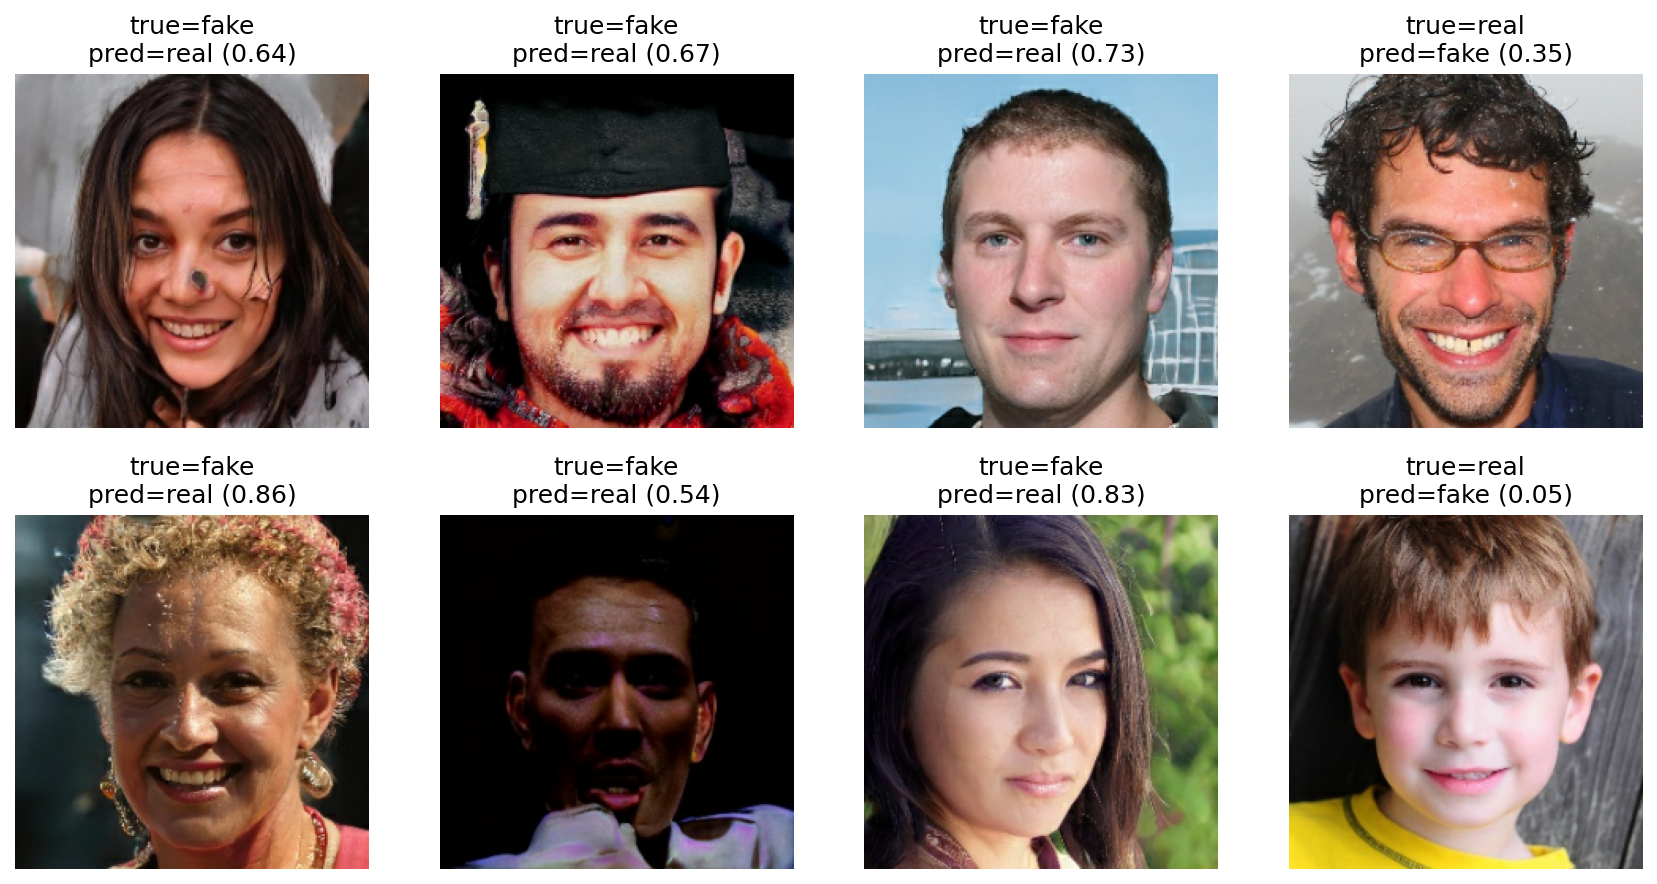 true=fake
pred=real (0.64)
true=fake
pred=real (0.67)
true=fake
pred=real (0.73)
true=real
pred=fake (0.35)
true=fake
pred=real (0.86)
true=fake
pred=real (0.54)
true=fake
pred=real (0.83)
true=real
pred=fake (0.05)